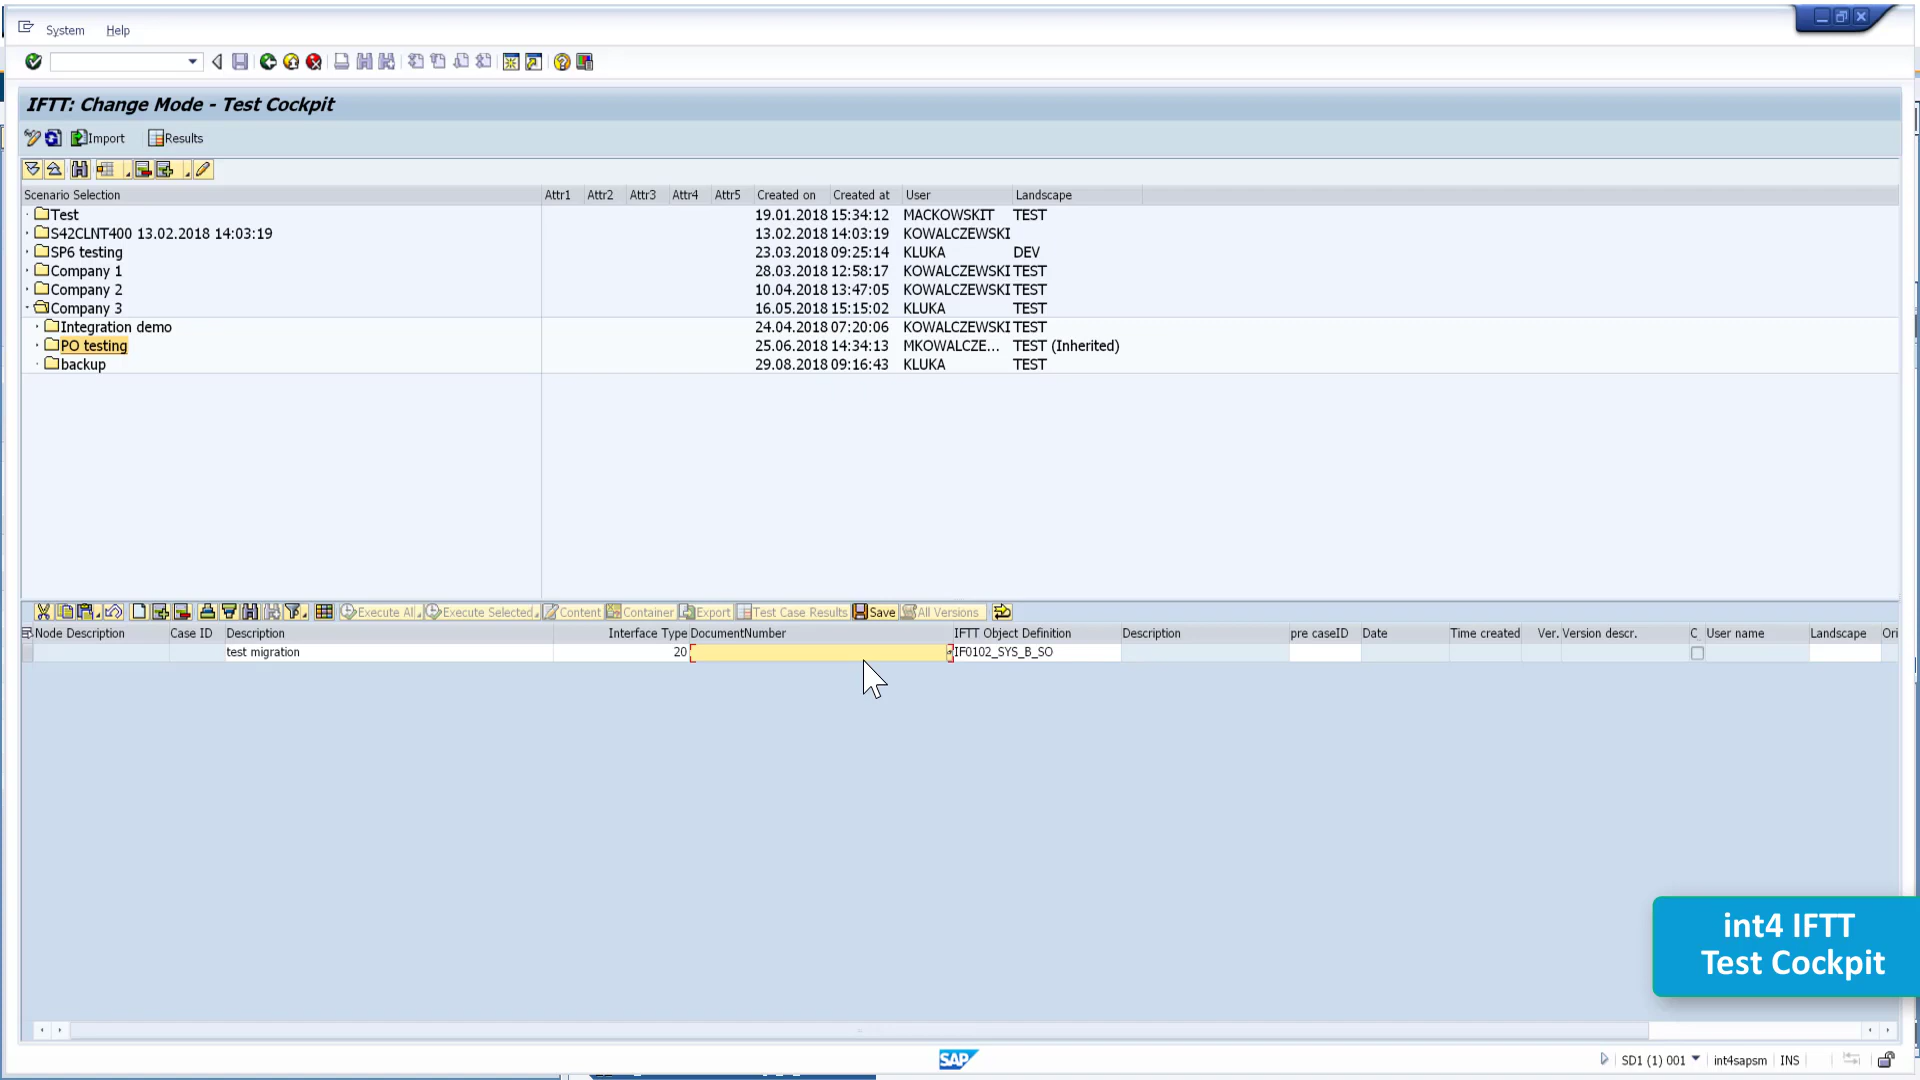 System Help
IFTT: Change Mode - Test Cockpit
Import Results
Scenario Selection Attr1 Attr2 Attr3 Attr4 Attr5 Created on Created at User Landscape
Test 19.01.2018 15:34:12 MACKOWSKIT TEST
S42CLNT400 13.02.2018 14:03:19 13.02.2018 14:03:19 KOWALCZEWSKI
SP6 testing 23.03.2018 09:25:14 KLUKA DEV
Company 1 28.03.2018 12:58:17 KOWALCZEWSKI TEST
Company 2 10.04.2018 13:47:05 KOWALCZEWSKI TEST
Company 3 16.05.2018 15:15:02 KLUKA TEST
Integration demo 24.04.2018 07:20:06 KOWALCZEWSKI TEST
PO testing 25.06.2018 14:34:13 MKOWALCZE... TEST (Inherited)
backup 29.08.2018 09:16:43 KLUKA TEST
Execute All Execute Selected Content Container Export Test Case Results Save All Versions
Node Description Case ID Description Interface Type DocumentNumber IFTT Object Definition Description pre caseID Date Time created Ver. Version descr. C User name Landscape Ori
test migration 20 IF0102_SYS_B_SO
int4 IFTT
Test Cockpit
SAP SD1 (1) 001 int4sapsm INS